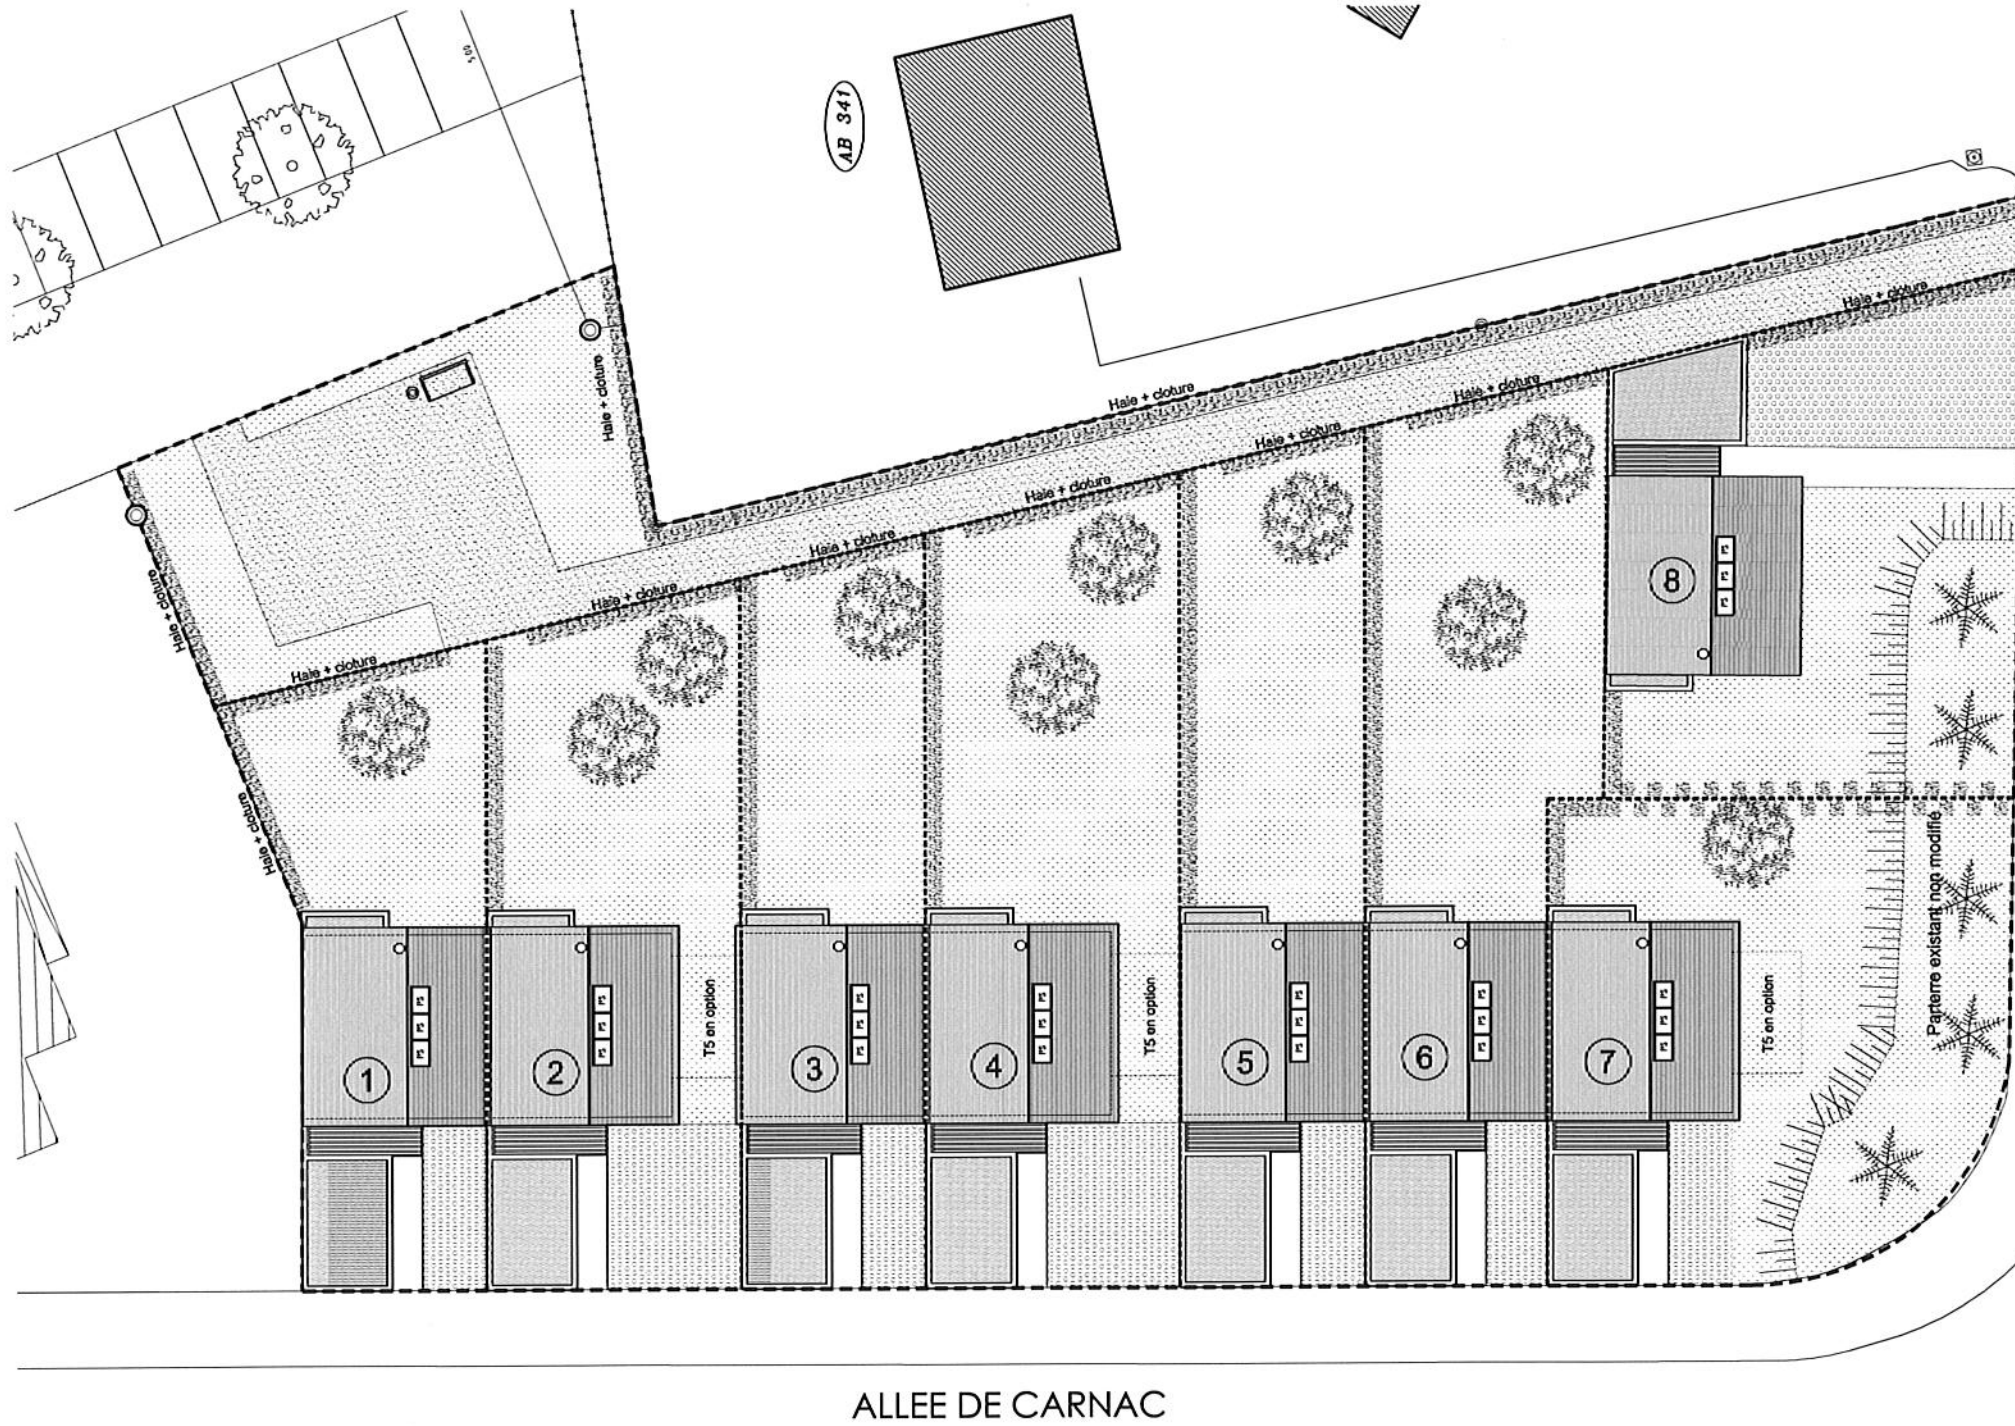 5.00
AB 341
Haie + cloture
Haie + cloture
Haie + cloture
Haie + cloture
Haie + cloture
Haie + cloture
Haie + cloture
Haie + cloture
Haie + cloture
Haie + cloture
Haie + cloture
8
Parterre existant non modifié
1
2
T5 en option
3
4
T5 en option
5
6
7
T5 en option
ALLEE DE CARNAC